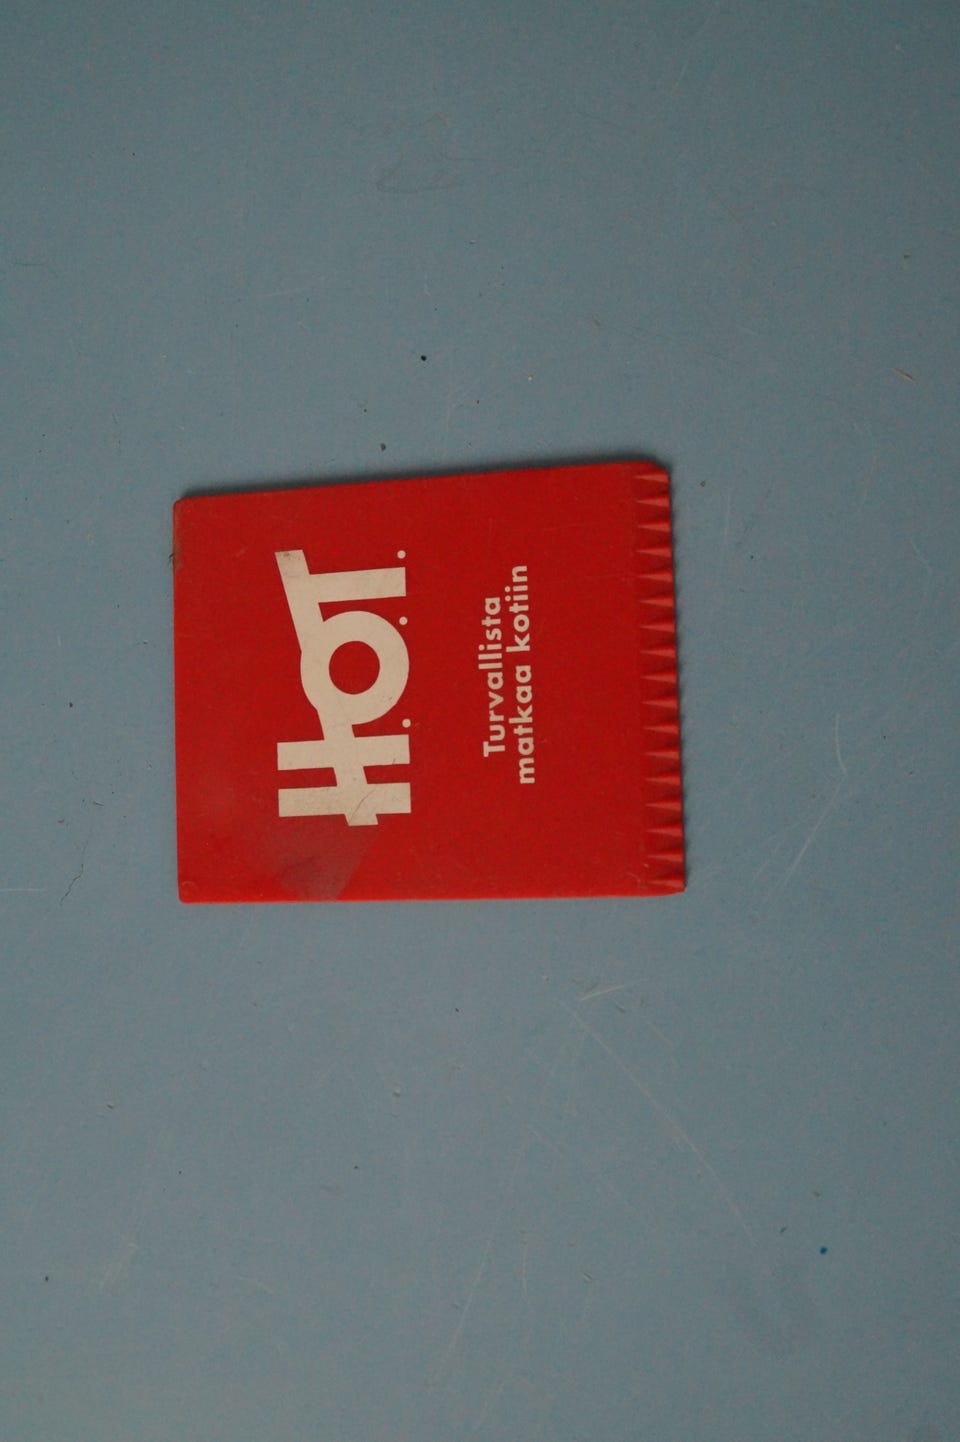 H.O.T.
Turvallista
matkaa kotiin